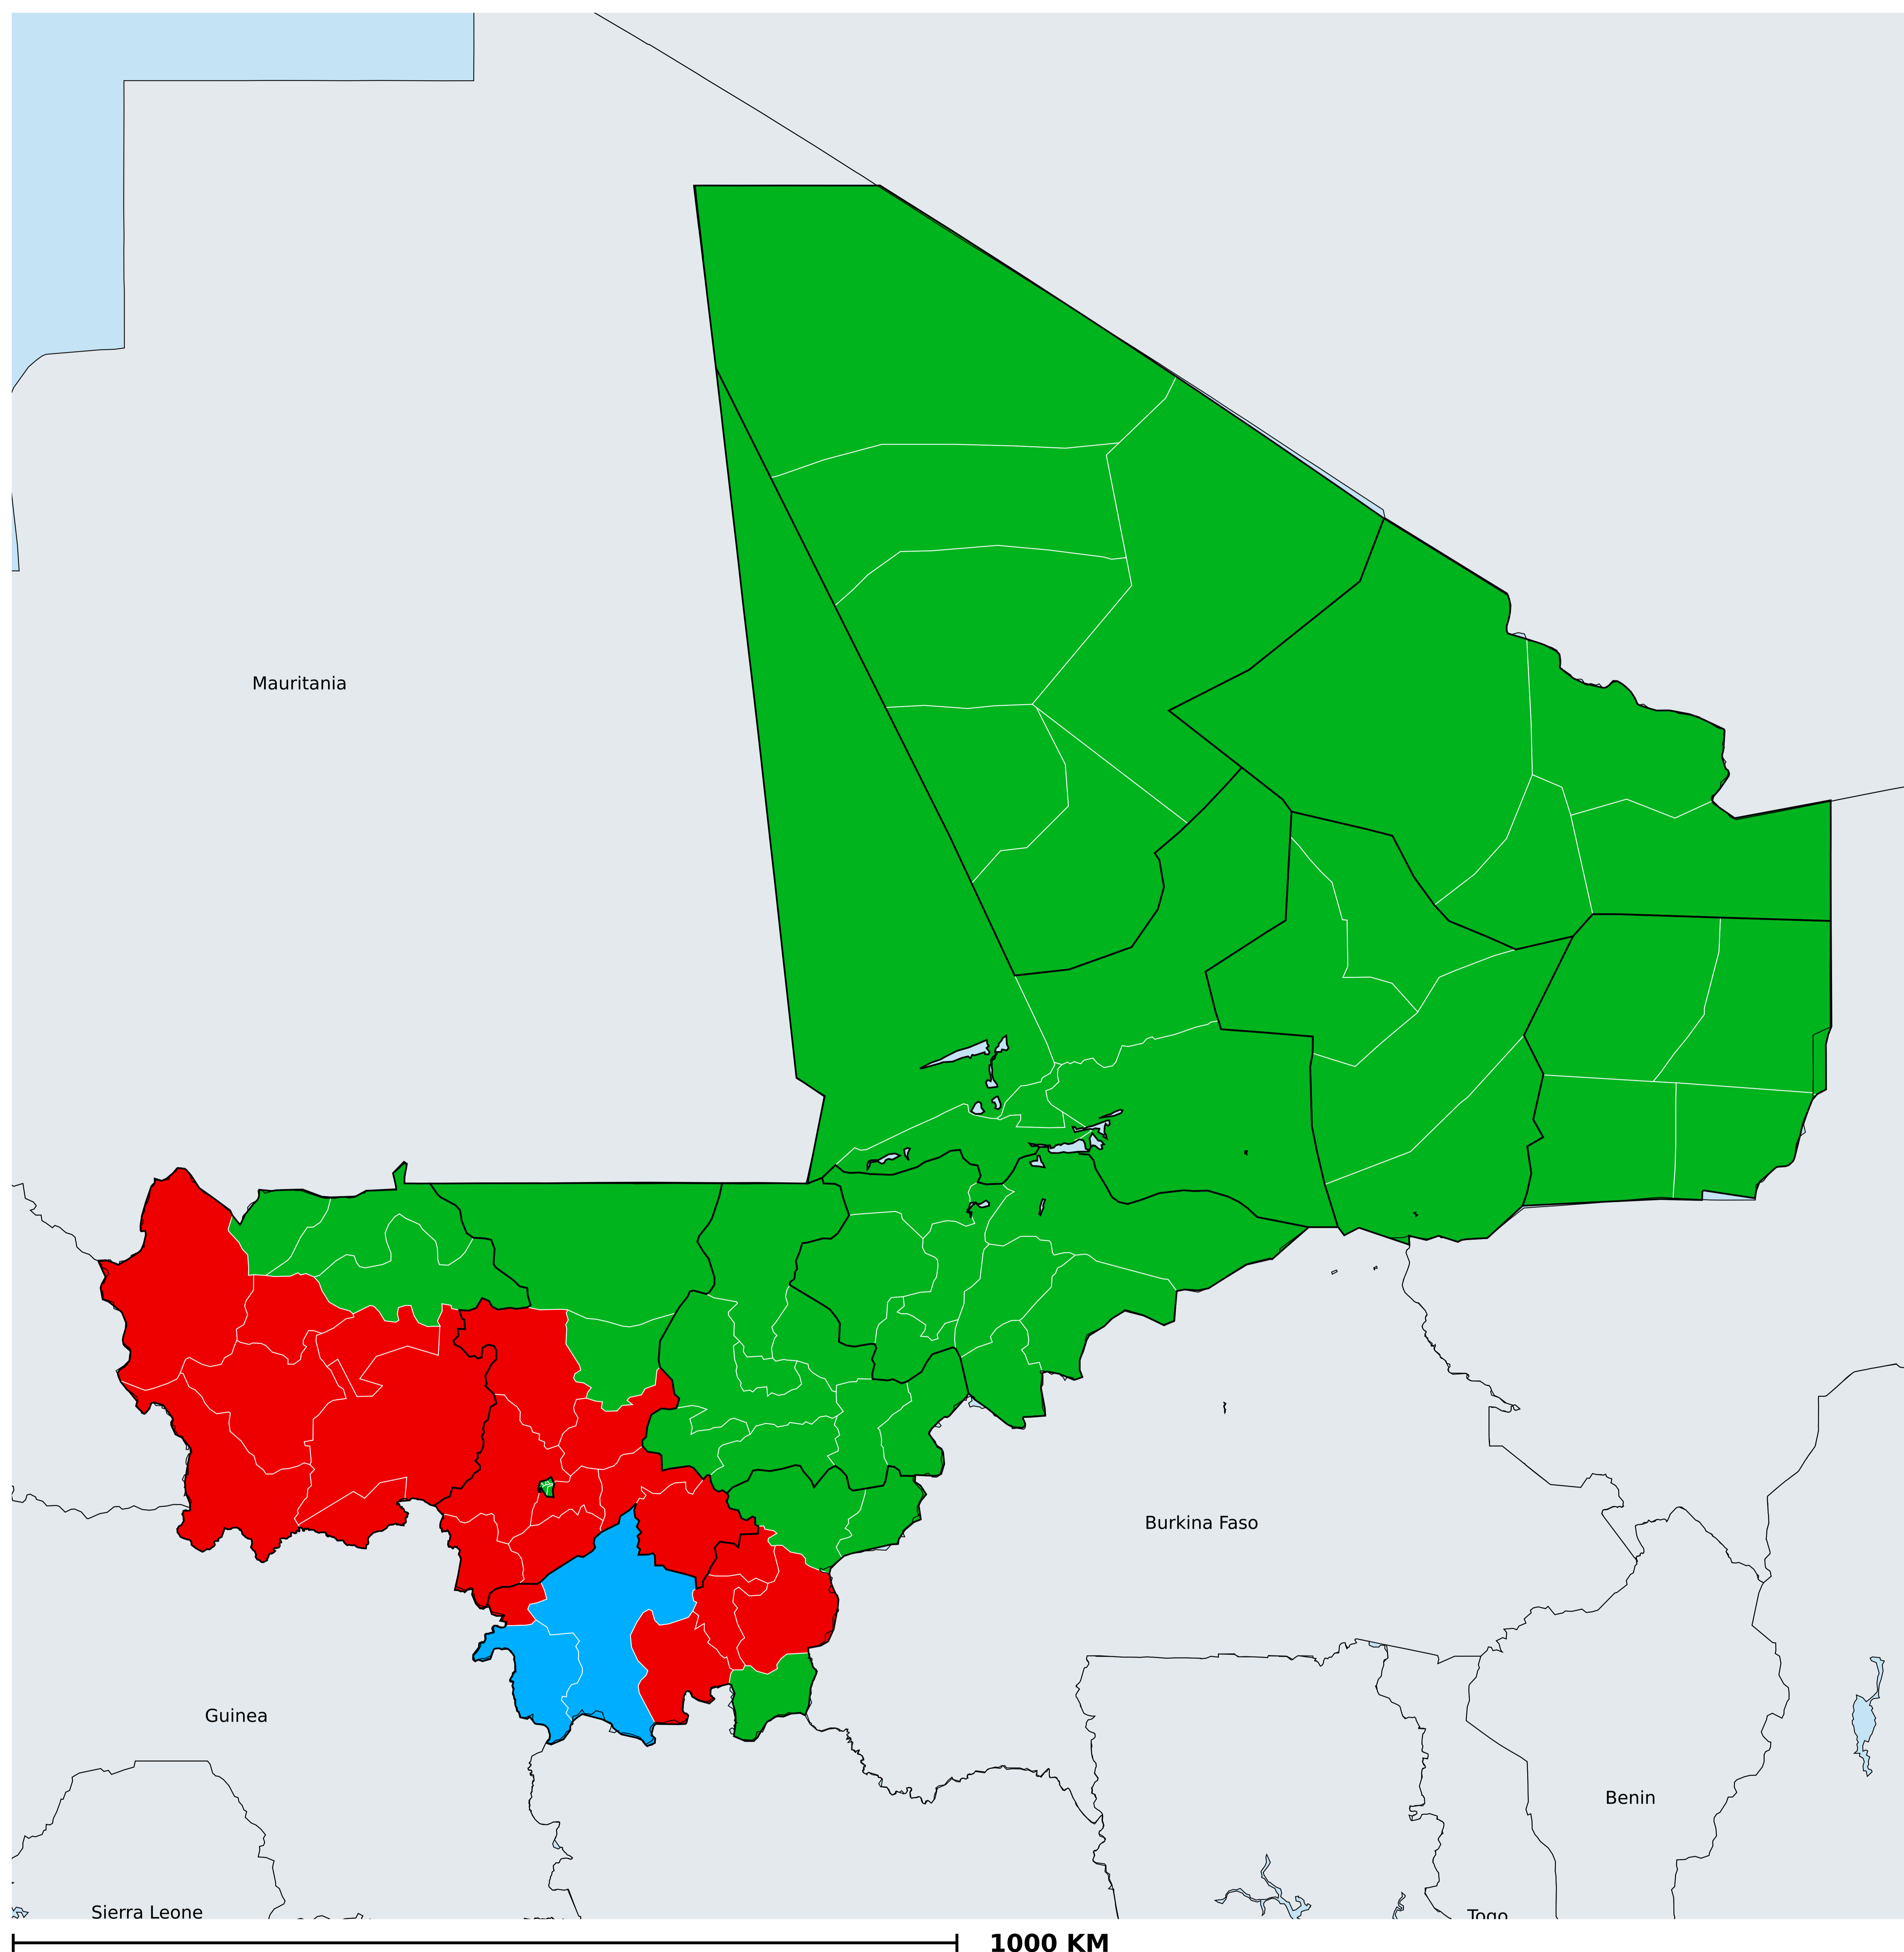 Mauritania
Burkina Faso
Guinea
Benin
Sierra Leone
Togo
1000 KM